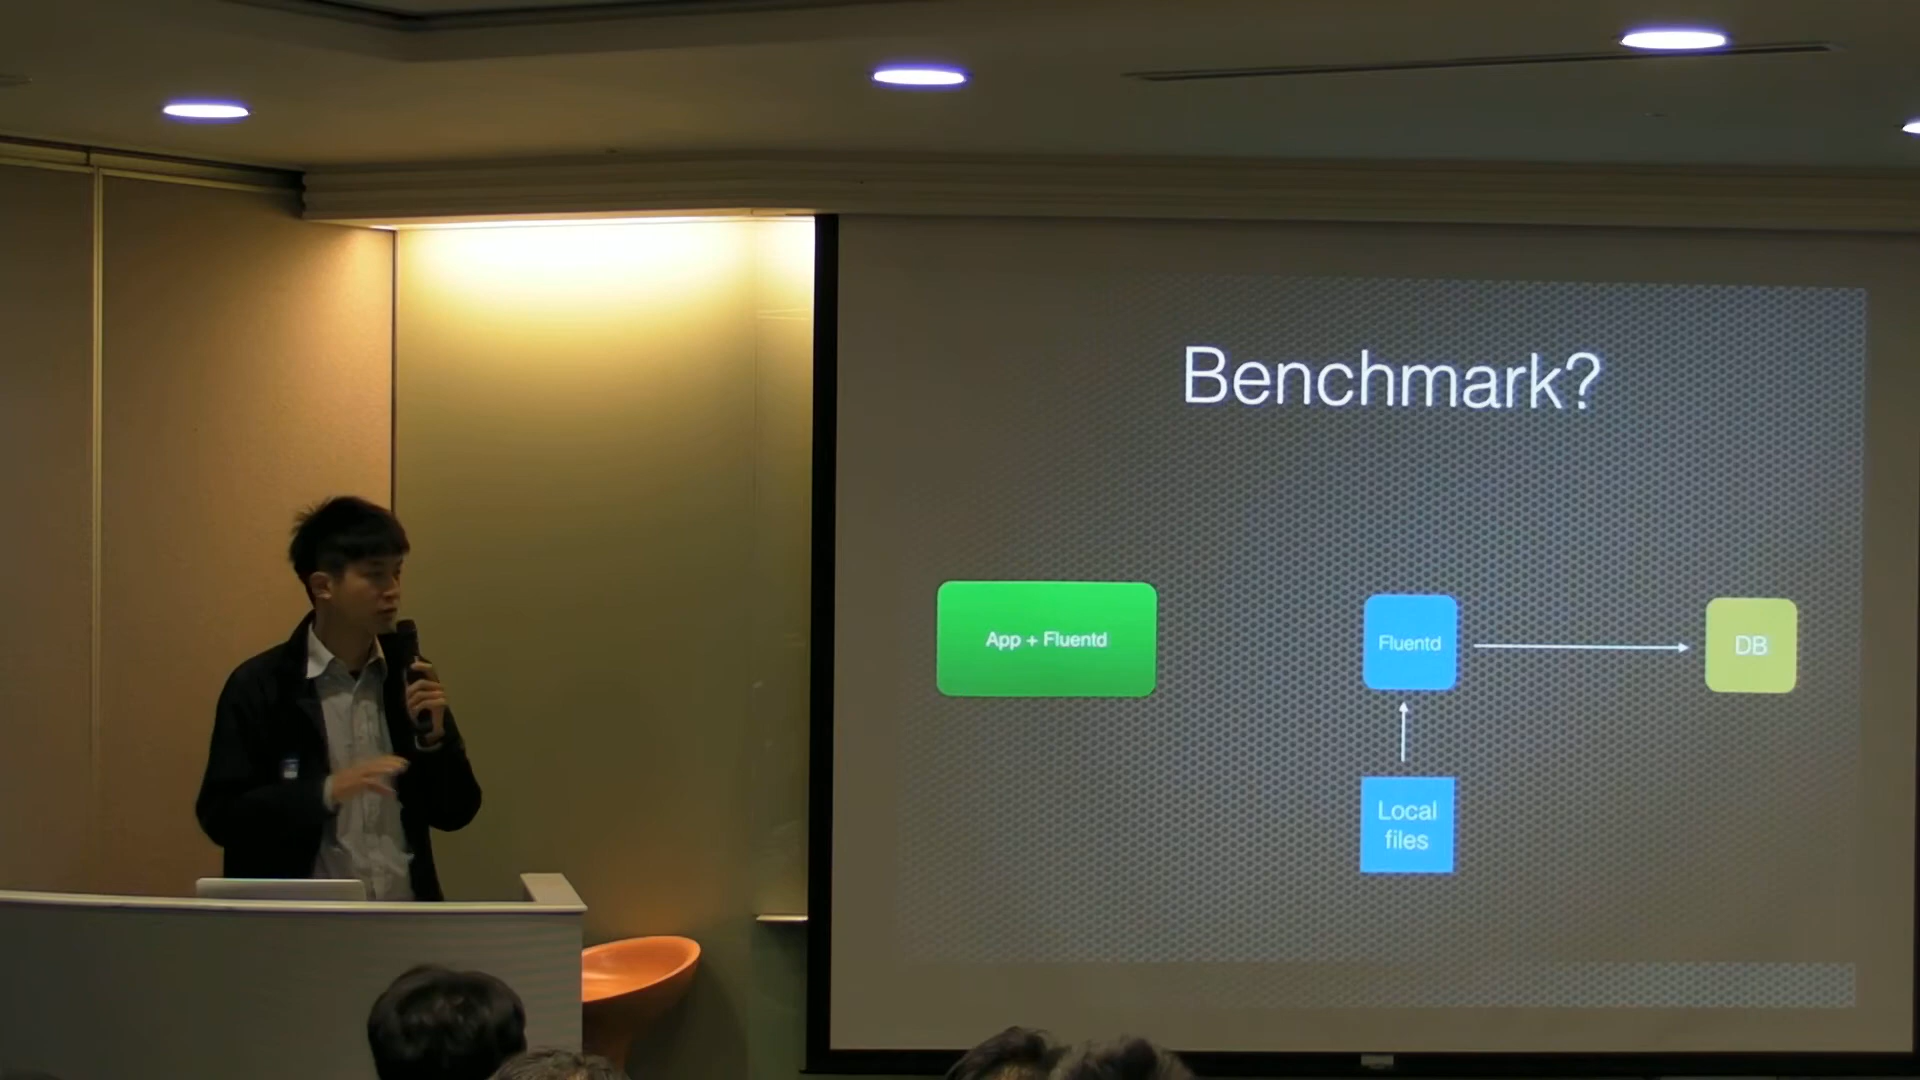 Benchmark?
App + Fluentd
Fluentd
DB
Local
files